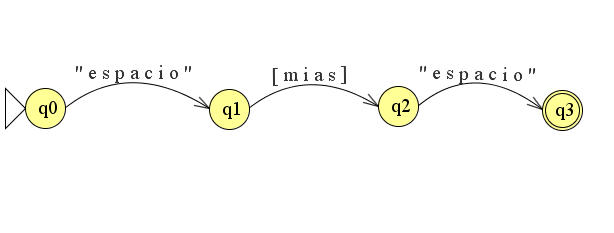 "espacio" [mias] "espacio"
q0 q1 q2 q3